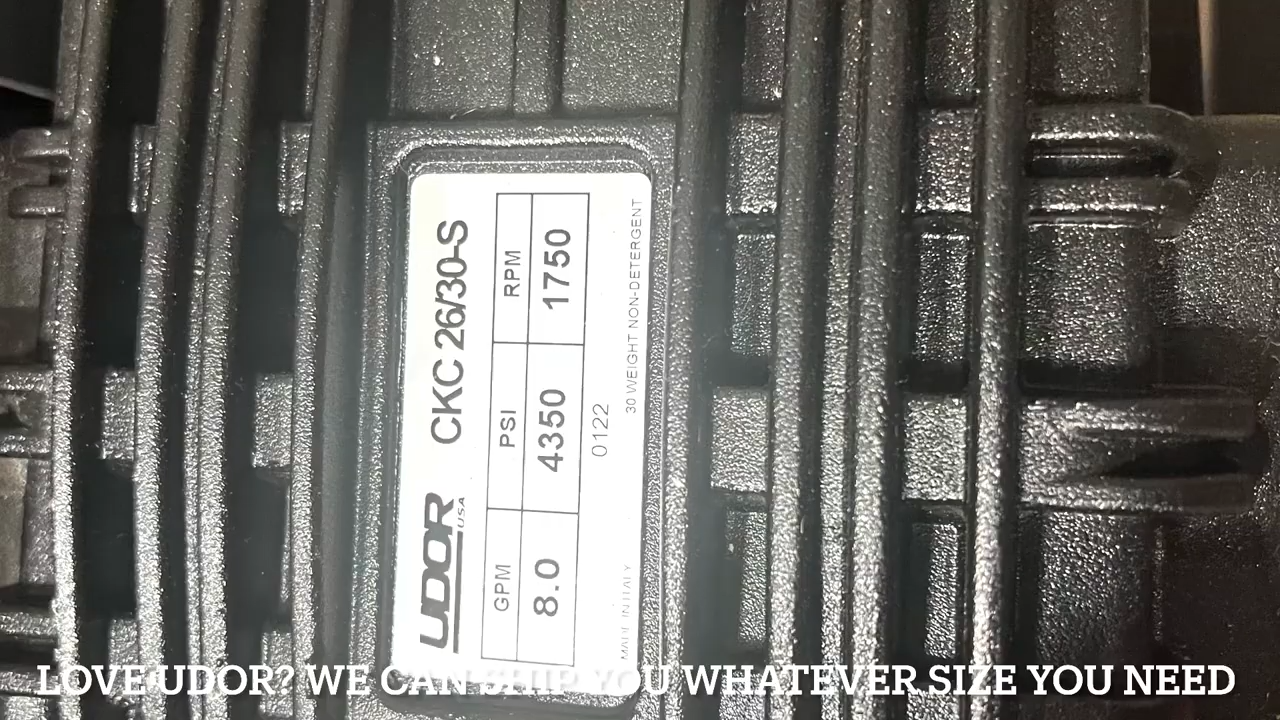 UDOR USA CKC 26/30-S
GPM PSI RPM
8.0 4350 1750
0122
MADE IN ITALY 30 WEIGHT NON-DETERGENT
LOVE UDOR? WE CAN SHIP YOU WHATEVER SIZE YOU NEED